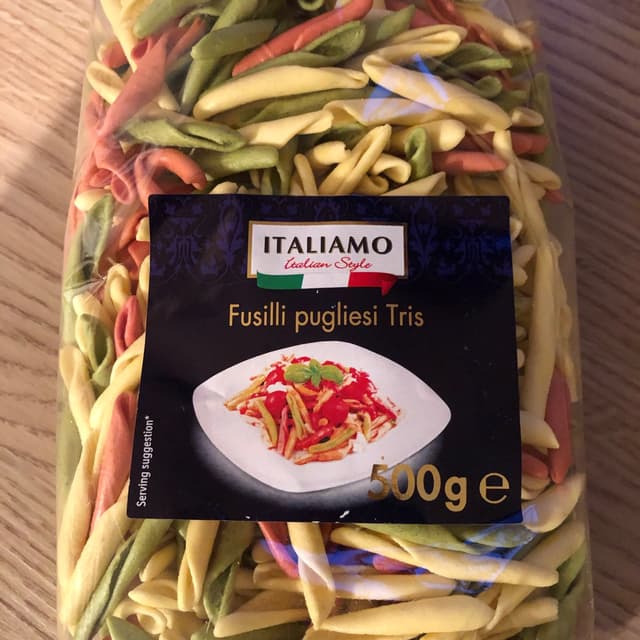 ITALIAMO
Italian Style
Fusilli pugliesi Tris
Serving suggestion*
500g e